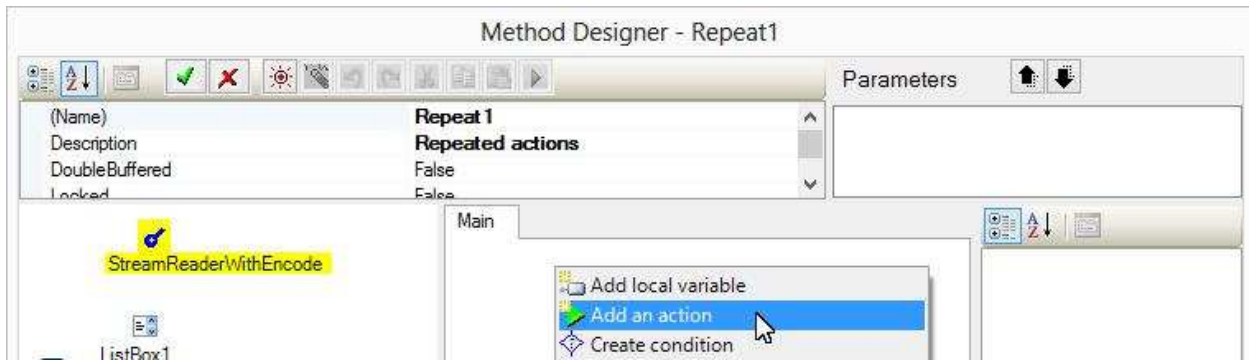 Method Designer - Repeat1
Parameters
(Name) Repeat1
Description Repeated actions
DoubleBuffered False
Locked False
Main
StreamReaderWithEncode
Add local variable
Add an action
Create condition
ListBox1